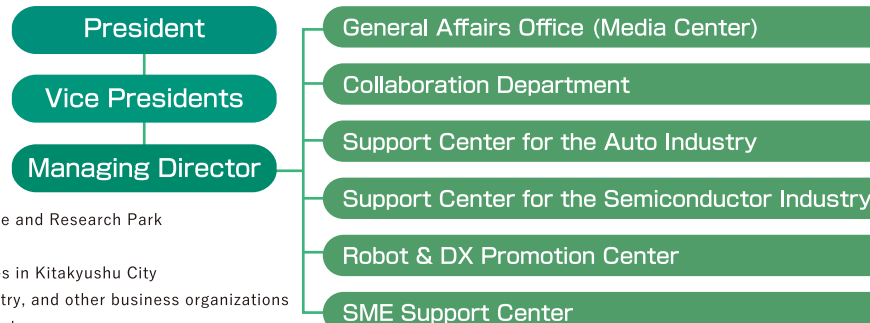 President
Vice Presidents
Managing Director
General Affairs Office (Media Center)
Collaboration Department
Support Center for the Auto Industry
Support Center for the Semiconductor Industry
Robot & DX Promotion Center
SME Support Center
e and Research Park
s in Kitakyushu City
try, and other business organizations